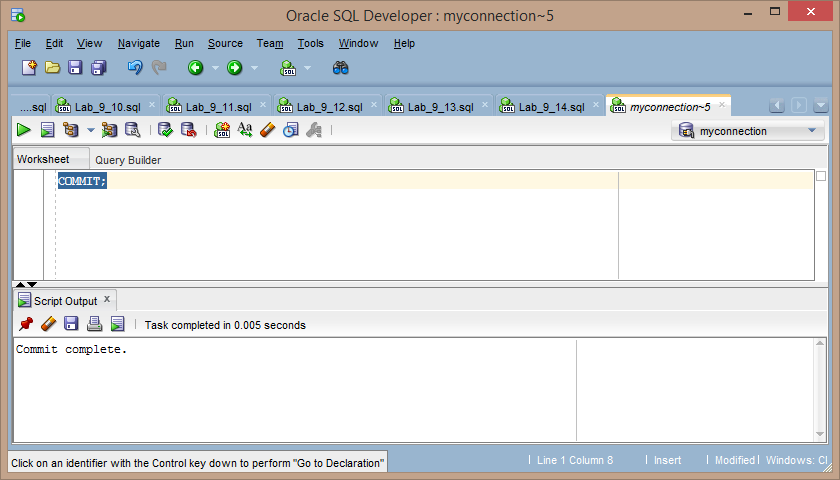 Oracle SQL Developer : myconnection~5
File Edit View Navigate Run Source Team Tools Window Help
....sql Lab_9_10.sql Lab_9_11.sql Lab_9_12.sql Lab_9_13.sql Lab_9_14.sql myconnection~5
myconnection
Worksheet Query Builder
COMMIT;
Script Output
Task completed in 0.005 seconds
Commit complete.
Click on an identifier with the Control key down to perform "Go to Declaration"
Line 1 Column 8 Insert Modified Windows: Cl